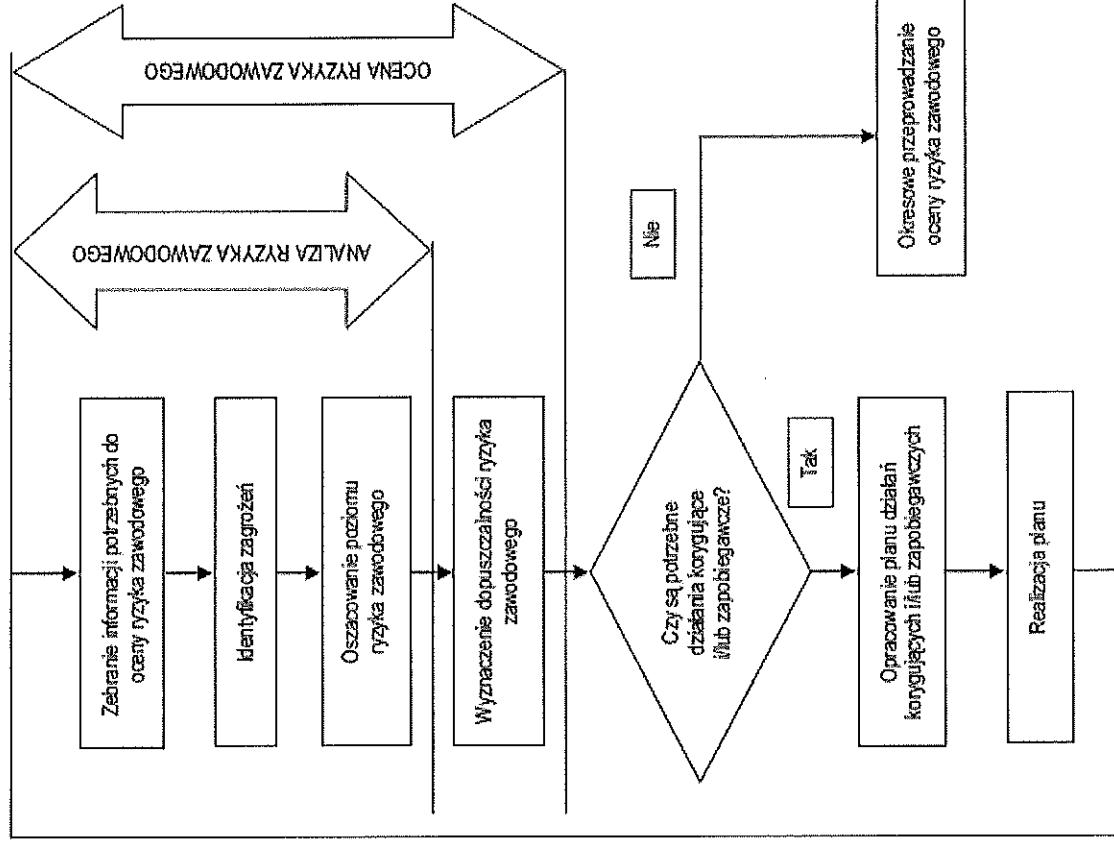 Zebranie informacji potrzebnych do
oceny ryzyka zawodowego
Identyfikacja zagrożeń
Oszacowanie poziomu
ryzyka zawodowego
Wyznaczenie dopuszczalności ryzyka
zawodowego
ANALIZA RYZYKA ZAWODOWEGO
OCENA RYZYKA ZAWODOWEGO
Czy są potrzebne
działania korygujące
i/lub zapobiegawcze?
Nie
Tak
Okresowe przeprowadzanie
oceny ryzyka zawodowego
Opracowanie planu działań
korygujących i/lub zapobiegawczych
Realizacja planu